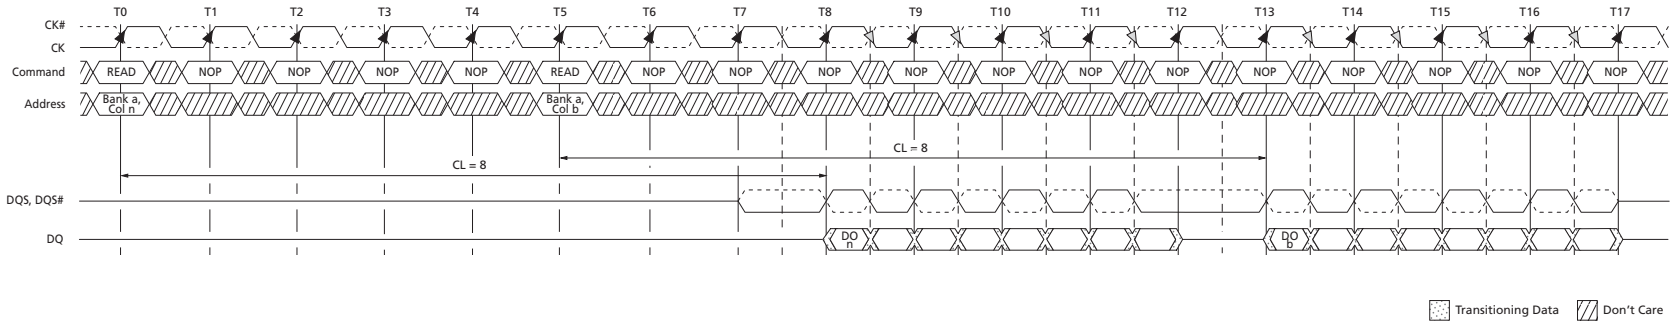 T0 T1 T2 T3 T4 T5 T6 T7 T8 T9 T10 T11 T12 T13 T14 T15 T16 T17
CK#
CK
Command READ NOP NOP NOP NOP READ NOP NOP NOP NOP NOP NOP NOP NOP NOP NOP NOP NOP
Address Bank a, Col n Bank a, Col b
CL = 8
CL = 8
DQS, DQS#
DQ DO n DO b
Transitioning Data Don't Care